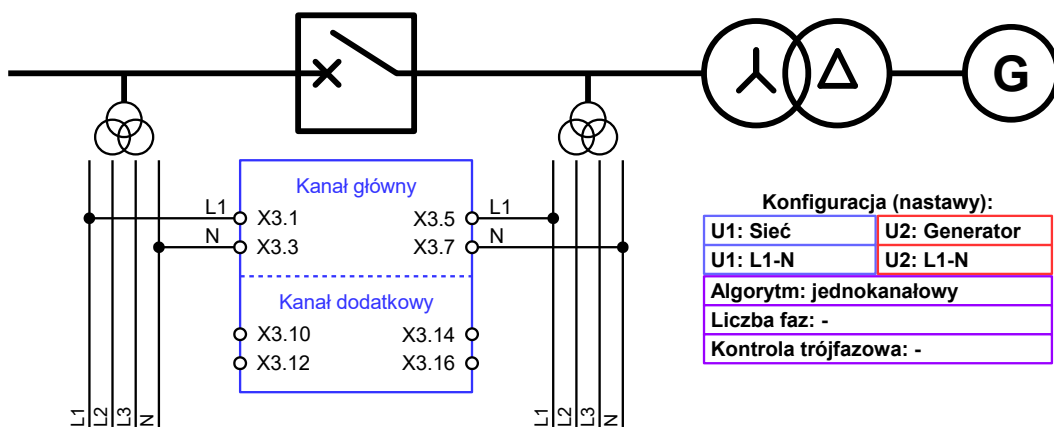 G
Kanał główny
L1
X3.1
X3.5
L1
N
X3.3
X3.7
N
Kanał dodatkowy
X3.10
X3.14
X3.12
X3.16
L1
L2
L3
N
L1
L2
L3
N
Konfiguracja (nastawy):
U1: Sieć
U2: Generator
U1: L1-N
U2: L1-N
Algorytm: jednokanałowy
Liczba faz: -
Kontrola trójfazowa: -